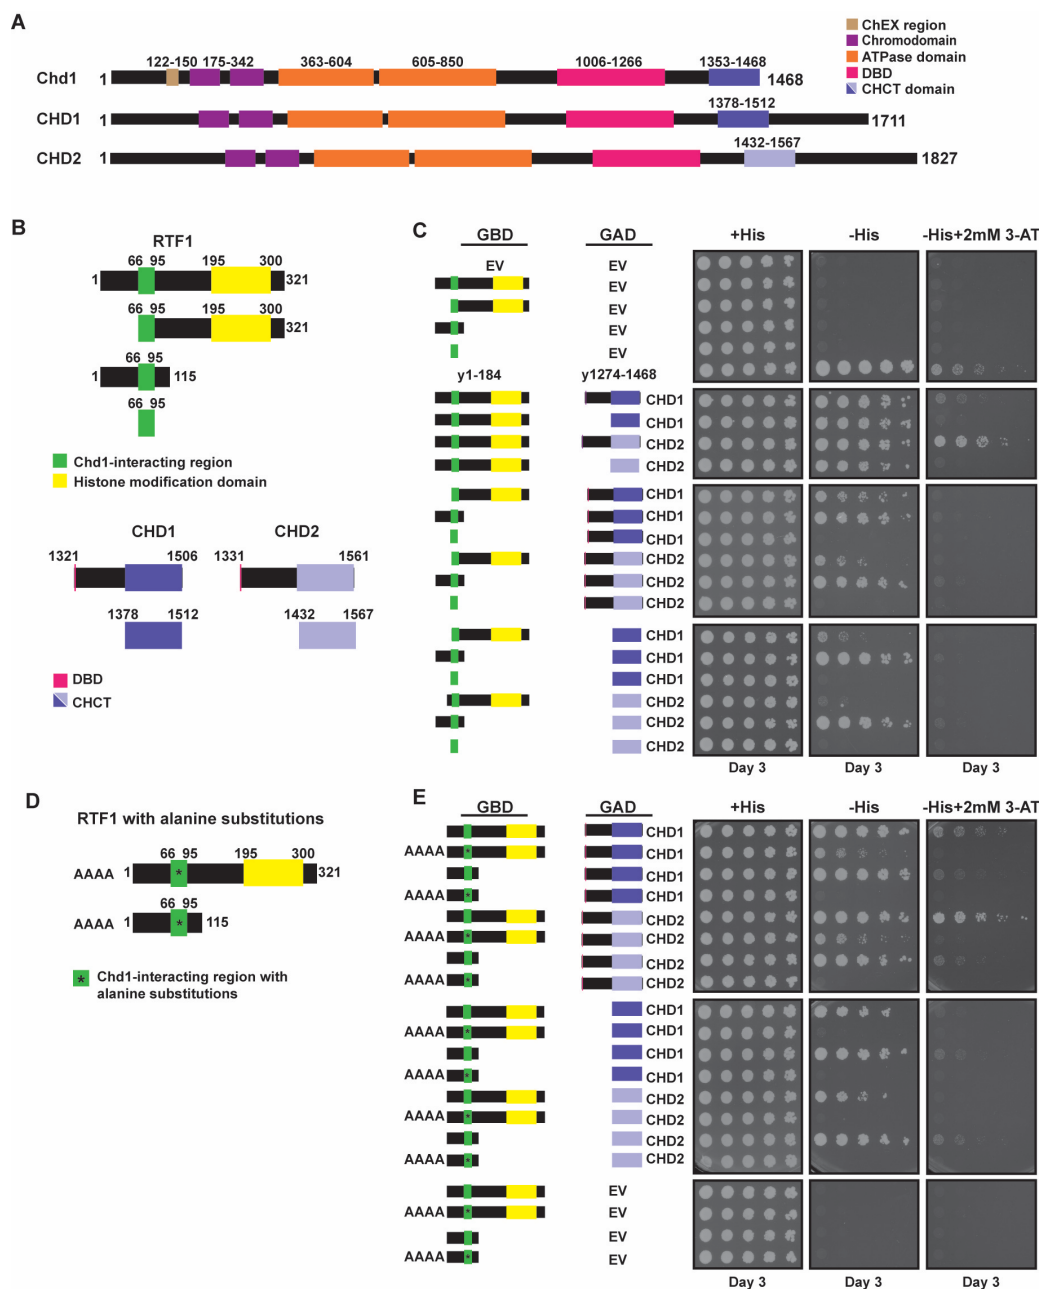 A
ChEX region
Chromodomain
ATPase domain
DBD
CHCT domain
122-150 175-342 363-604 605-850 1006-1266 1353-1468
Chd1 1 1468
1378-1512
CHD1 1 1711
1432-1567
CHD2 1 1827
B
RTF1
66 95 195 300
1 321
66 95 195 300
321
66 95
1 115
66 95
Chd1-interacting region
Histone modification domain
CHD1 CHD2
1321 1506 1331 1561
1378 1512 1432 1567
DBD
CHCT
C
GBD GAD +His -His -His+2mM 3-AT
EV EV
EV
EV
EV
EV
y1-184 y1274-1468
CHD1
CHD1
CHD2
CHD2
CHD1
CHD1
CHD1
CHD2
CHD2
CHD2
CHD1
CHD1
CHD1
CHD2
CHD2
CHD2
Day 3 Day 3 Day 3
D
RTF1 with alanine substitutions
66 95 195 300
AAAA 1 * 321
66 95
AAAA 1 * 115
* Chd1-interacting region with
alanine substitutions
E
GBD GAD +His -His -His+2mM 3-AT
CHD1
AAAA * CHD1
CHD1
AAAA * CHD1
CHD2
AAAA * CHD2
CHD2
AAAA * CHD2
CHD1
AAAA * CHD1
CHD1
AAAA * CHD1
CHD2
AAAA * CHD2
CHD2
AAAA * CHD2
EV
AAAA * EV
EV
AAAA * EV
Day 3 Day 3 Day 3